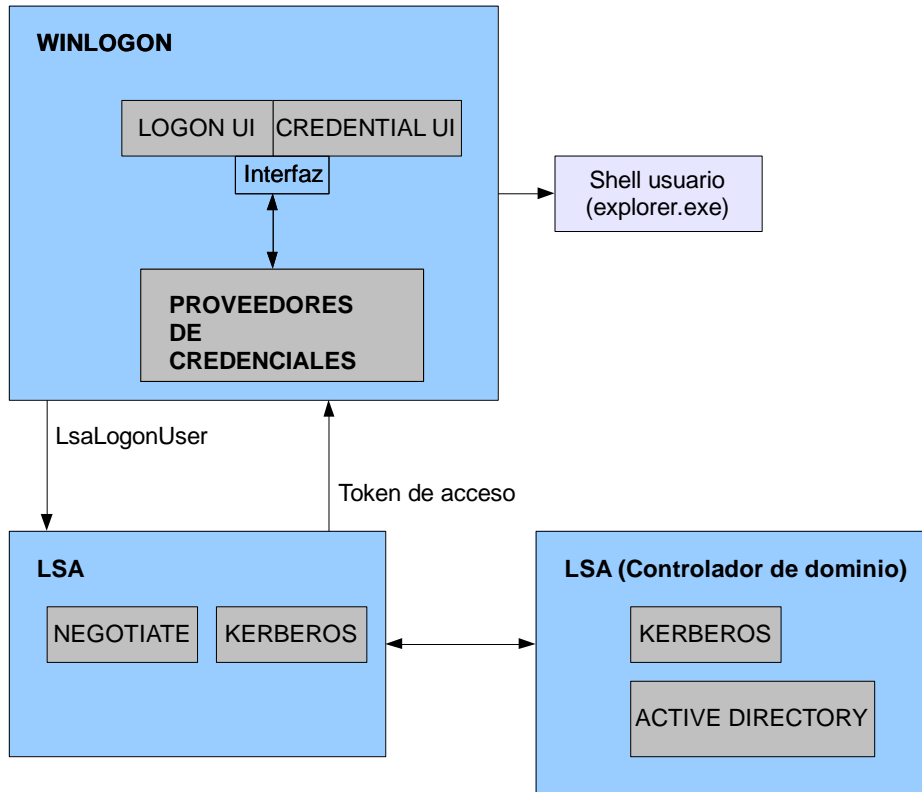 WINLOGON
LOGON UI
CREDENTIAL UI
Interfaz
Shell usuario
(explorer.exe)
PROVEEDORES
DE
CREDENCIALES
LsaLogonUser
Token de acceso
LSA
NEGOTIATE
KERBEROS
LSA (Controlador de dominio)
KERBEROS
ACTIVE DIRECTORY